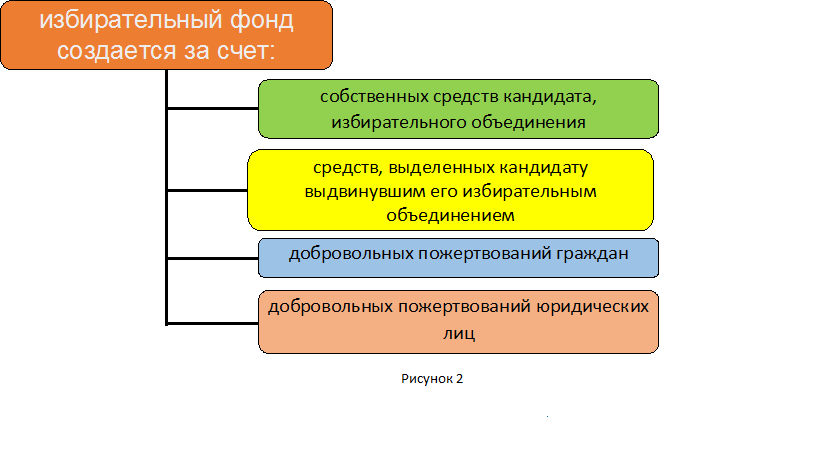 избирательный фонд
создается за счет:
собственных средств кандидата,
избирательного объединения
средств, выделенных кандидату
выдвинувшим его избирательным
объединением
добровольных пожертвований граждан
добровольных пожертвований юридических
лиц
Рисунок 2